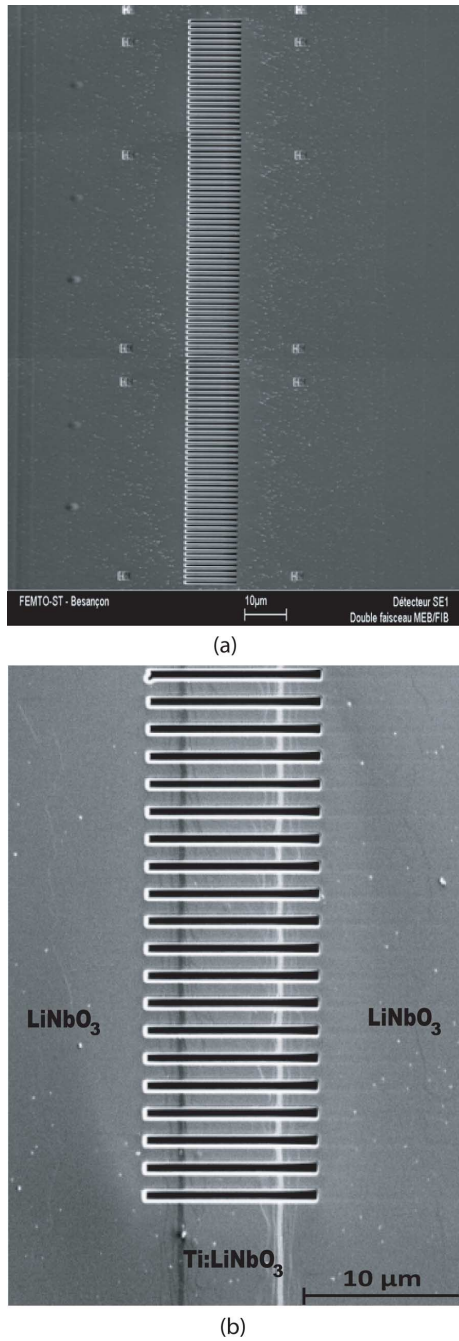 FEMTO-ST - Besançon
10µm
Détecteur SE1
Double faisceau MEB/FIB
(a)
LiNbO₃
LiNbO₃
Ti:LiNbO₃
10 µm
(b)